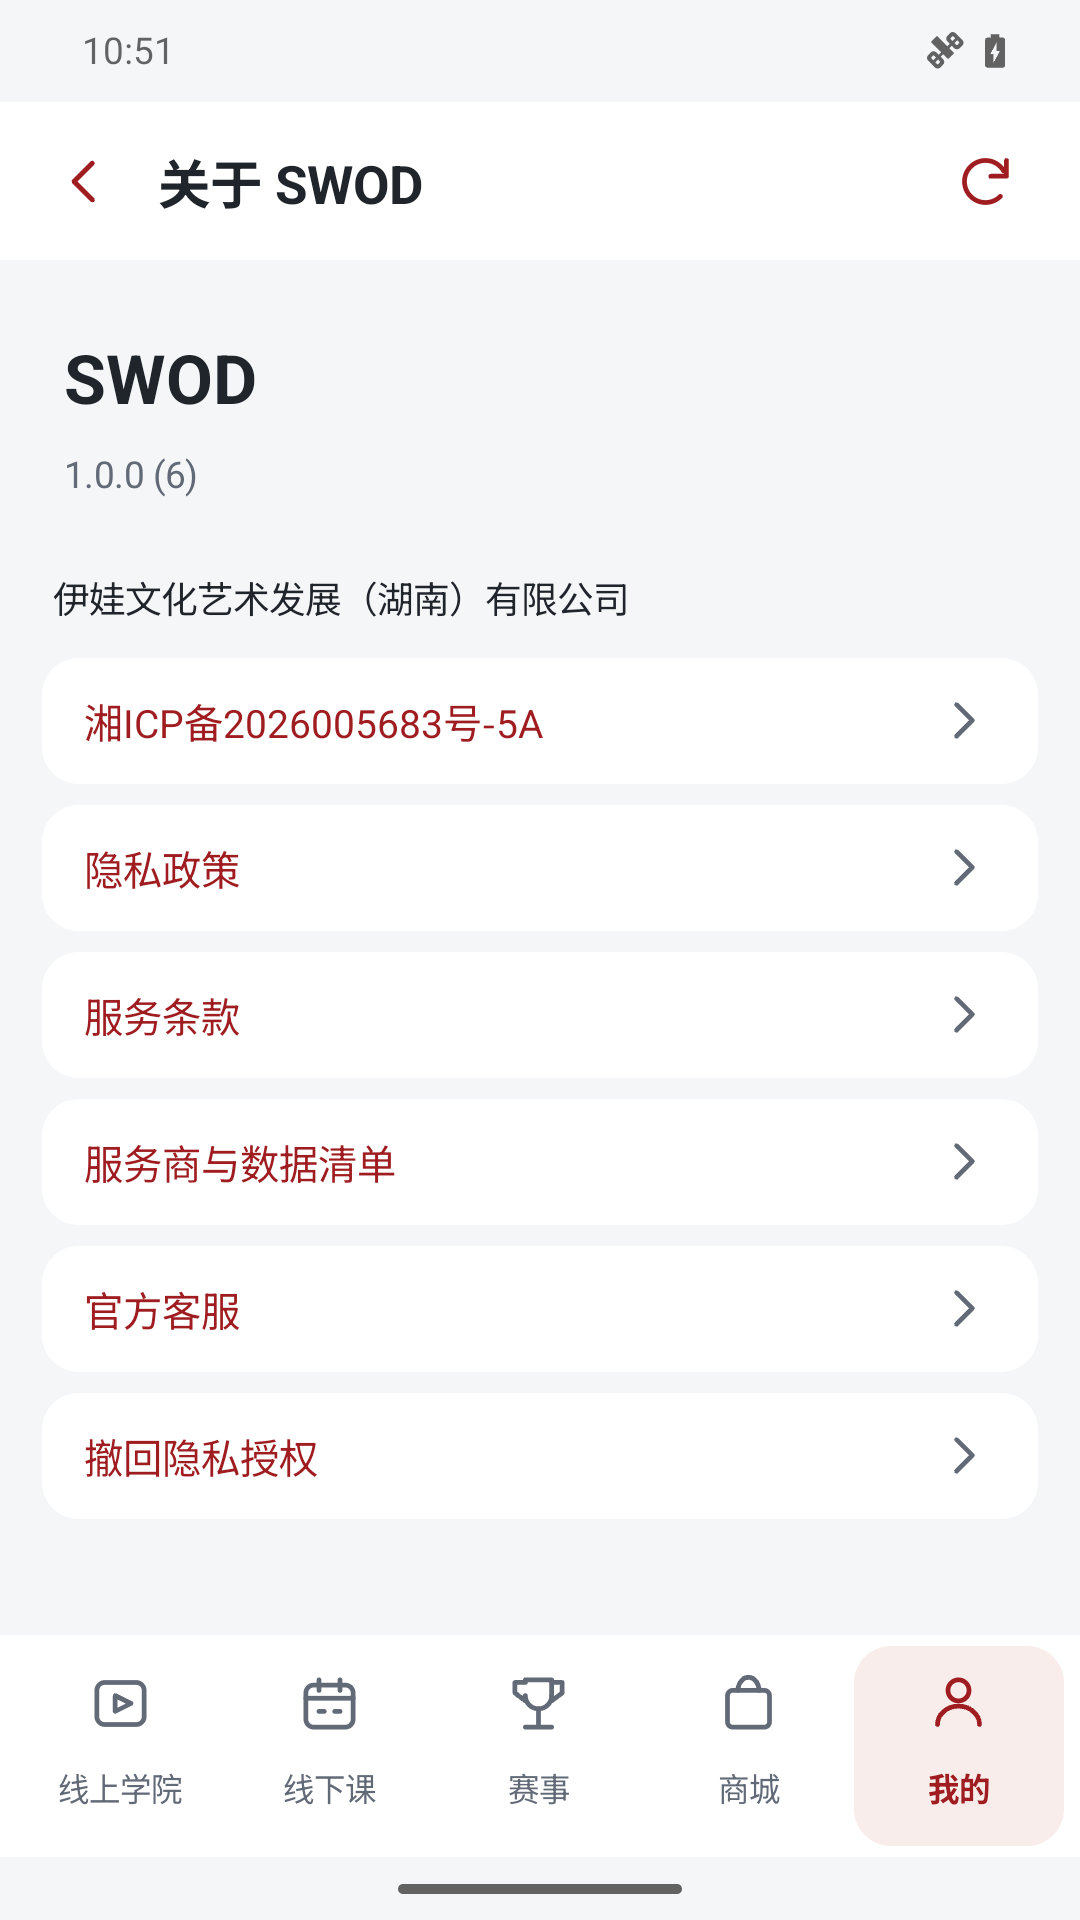 10:51
关于 SWOD
SWOD
1.0.0 (6)
伊娃文化艺术发展（湖南）有限公司
湘ICP备2026005683号-5A
隐私政策
服务条款
服务商与数据清单
官方客服
撤回隐私授权
线上学院
线下课
赛事
商城
我的